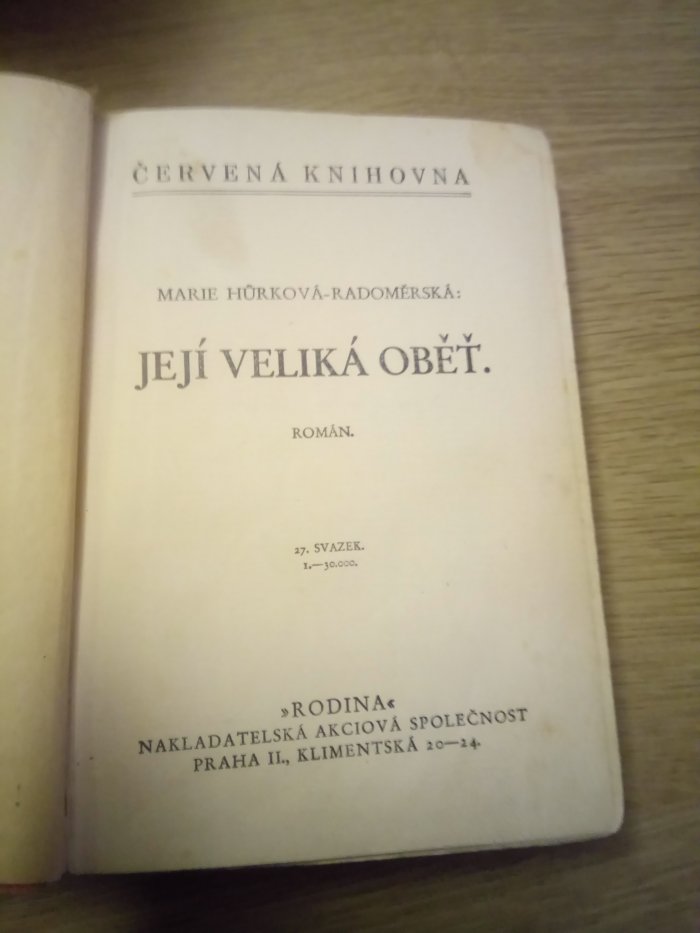 ČERVENÁ KNIHOVNA
MARIE HŮRKOVÁ-RADOMĚRSKÁ:
JEJÍ VELIKÁ OBĚŤ.
ROMÁN.
27. SVAZEK.
1.—30.000.
»RODINA«
NAKLADATELSKÁ AKCIOVÁ SPOLEČNOST
PRAHA II., KLIMENTSKÁ 20—24.